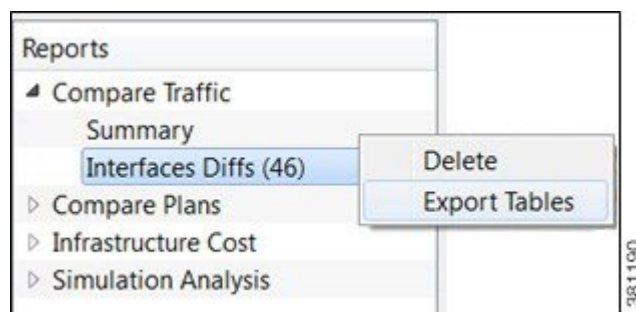 Reports
Compare Traffic
Summary
Interfaces Diffs (46)
Delete
Export Tables
Compare Plans
Infrastructure Cost
Simulation Analysis
381190